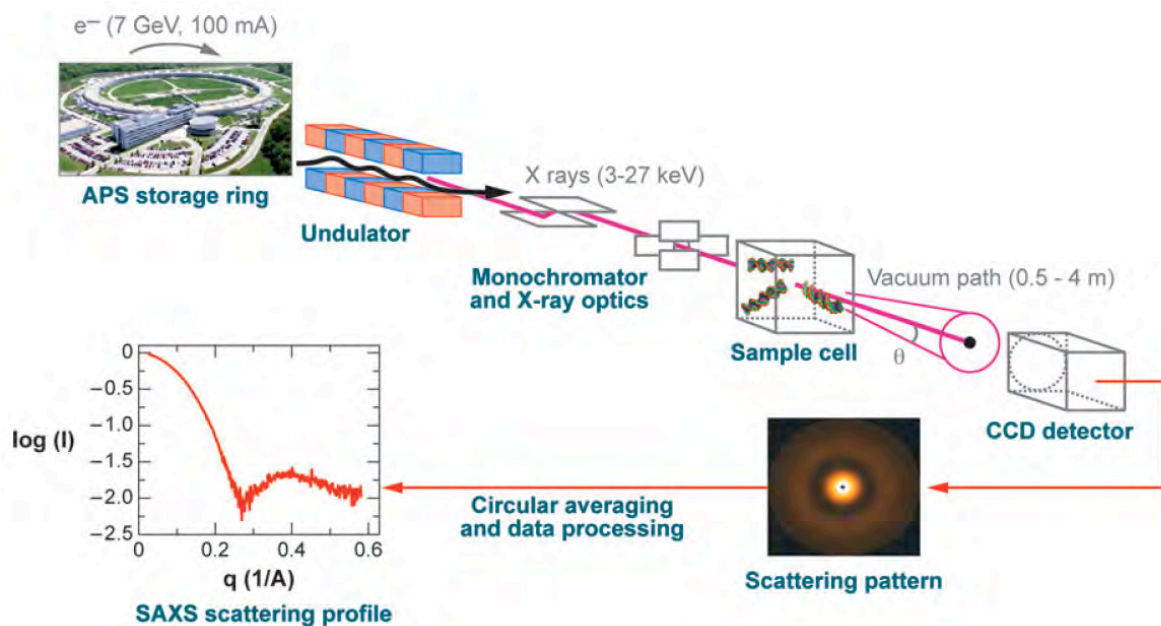 e⁻ (7 GeV, 100 mA)
APS storage ring
Undulator
X rays (3-27 keV)
Monochromator
and X-ray optics
Sample cell
Vacuum path (0.5 - 4 m)
θ
CCD detector
0
−0.5
−1.0
−1.5
−2.0
−2.5
log (I)
0
0.2
0.4
0.6
q (1/A)
SAXS scattering profile
Circular averaging
and data processing
Scattering pattern